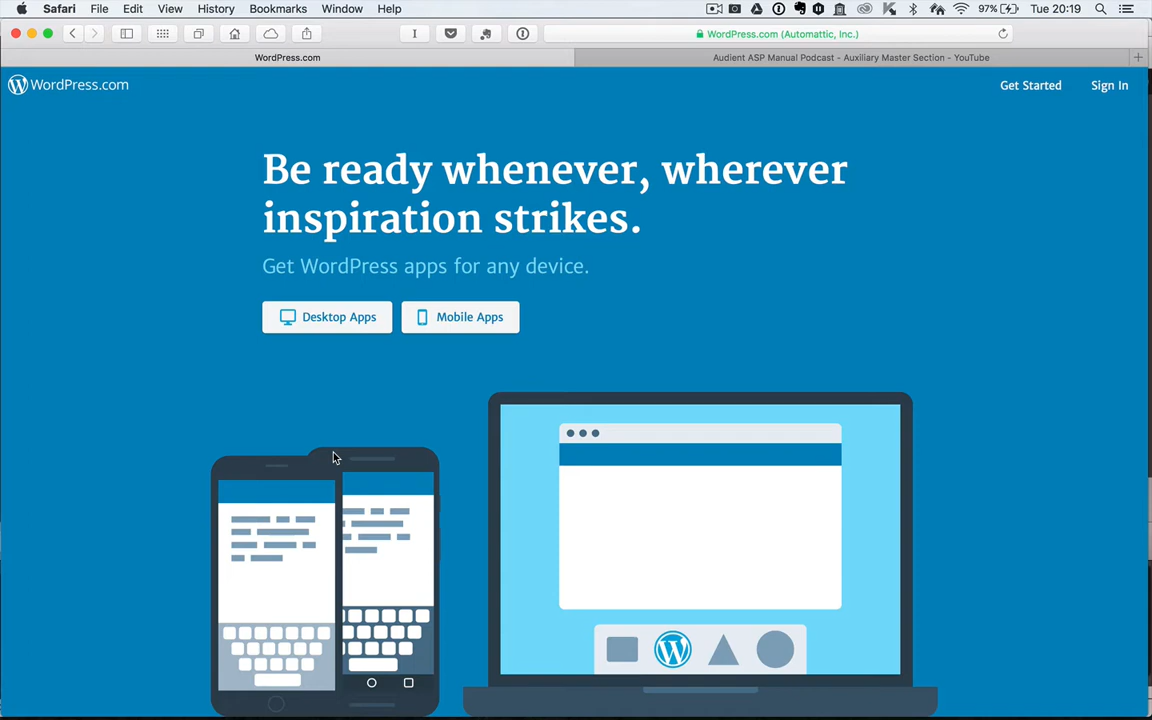 Safari File Edit View History Bookmarks Window Help 97% Tue 20:19
WordPress.com (Automattic, Inc.)
WordPress.com Audient ASP Manual Podcast - Auxiliary Master Section - YouTube
WordPress.com Get Started Sign In
Be ready whenever, wherever
inspiration strikes.
Get WordPress apps for any device.
Desktop Apps Mobile Apps